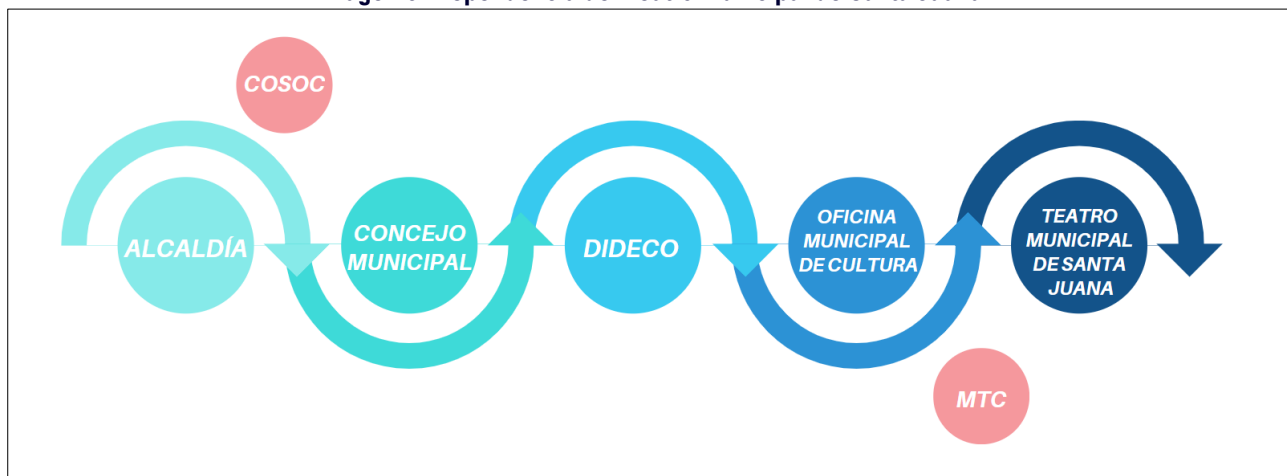 COSOC
ALCALDÍA
CONCEJO
MUNICIPAL
DIDECO
OFICINA
MUNICIPAL
DE CULTURA
TEATRO
MUNICIPAL
DE SANTA
JUANA
MTC